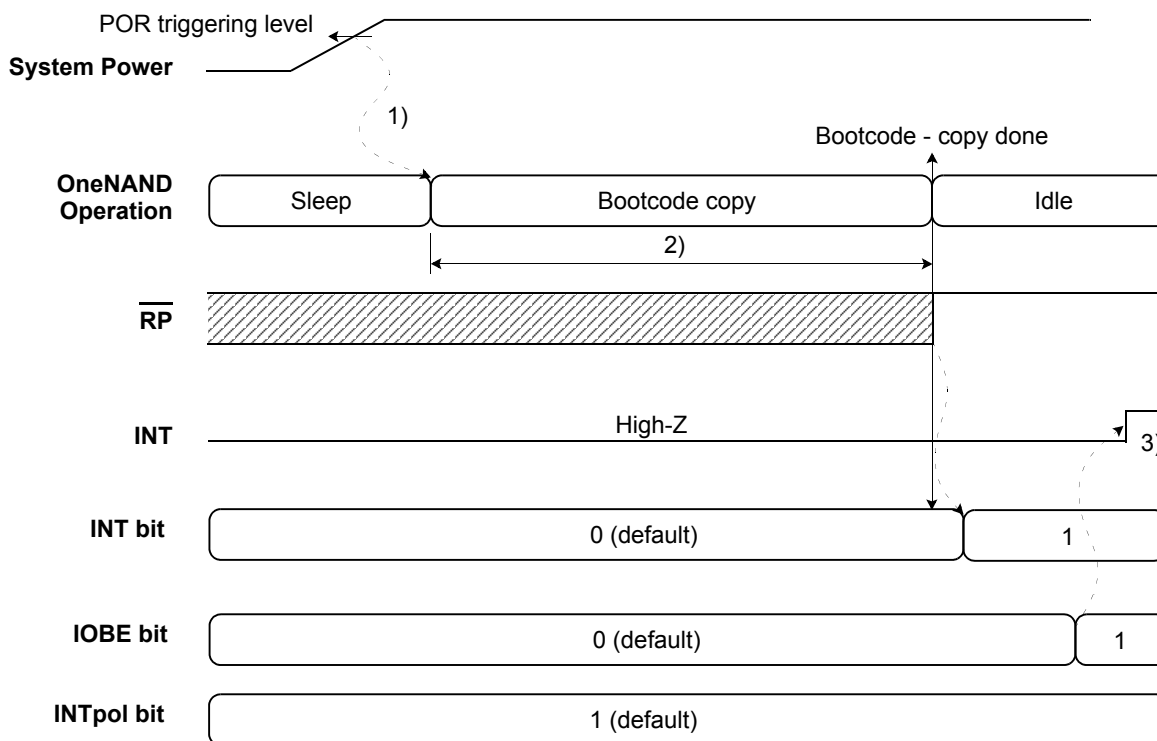 POR triggering level
System Power
1)
Bootcode - copy done
OneNAND
Operation
Sleep
Bootcode copy
Idle
2)
RP
High-Z
INT
3)
INT bit
0 (default)
1
IOBE bit
0 (default)
1
INTpol bit
1 (default)